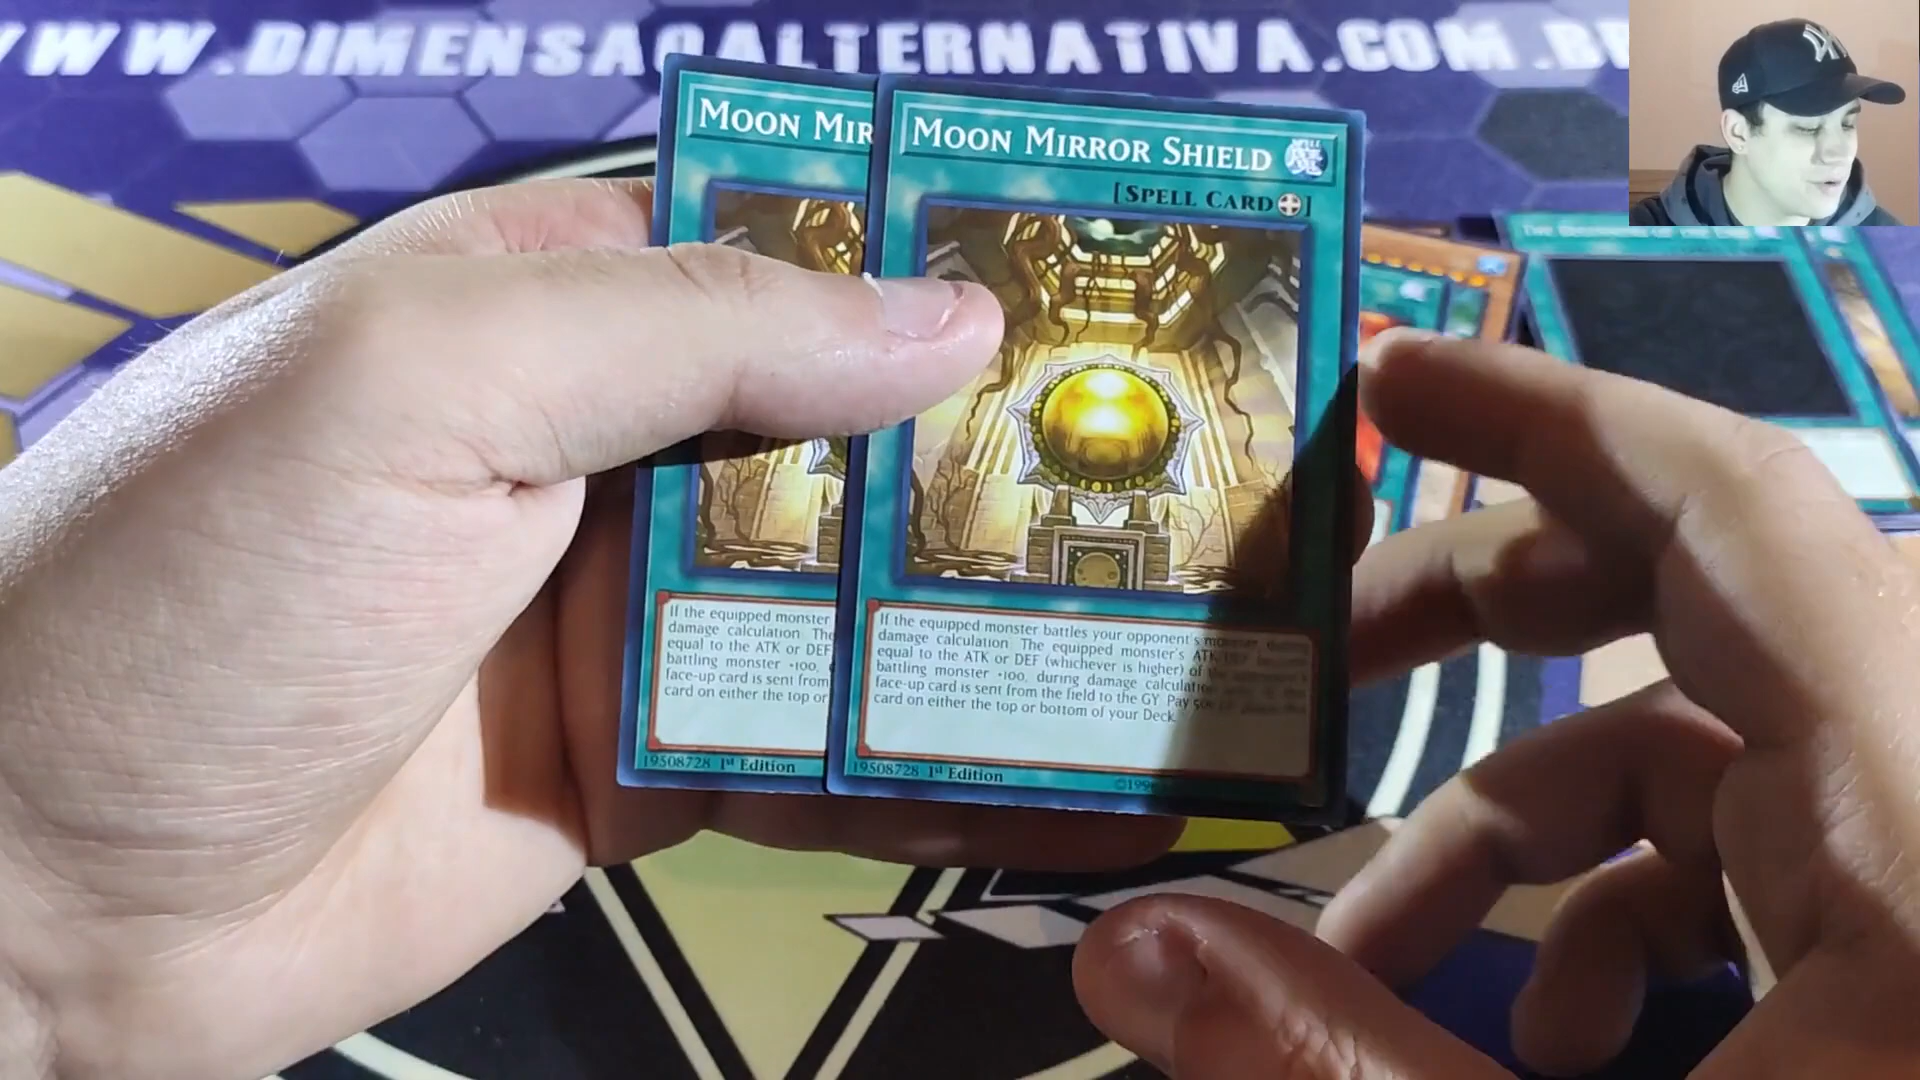 WWW.DIMENSAOALTERNATIVA.COM.BR
MOON MIR
If the equipped monster
damage calculation: The
equal to the ATK or DEF
battling monster +100,
face-up card is sent from
card on either the top or
19508728 1st Edition
MOON MIRROR SHIELD
[SPELL CARD]
If the equipped monster battles your opponent's
damage calculation: The equipped monster's ATK
equal to the ATK or DEF (whichever is higher) of
battling monster +100, during damage calculation
face-up card is sent from the field to the GY: Pay
card on either the top or bottom of your Deck.
19508728 1st Edition
©199